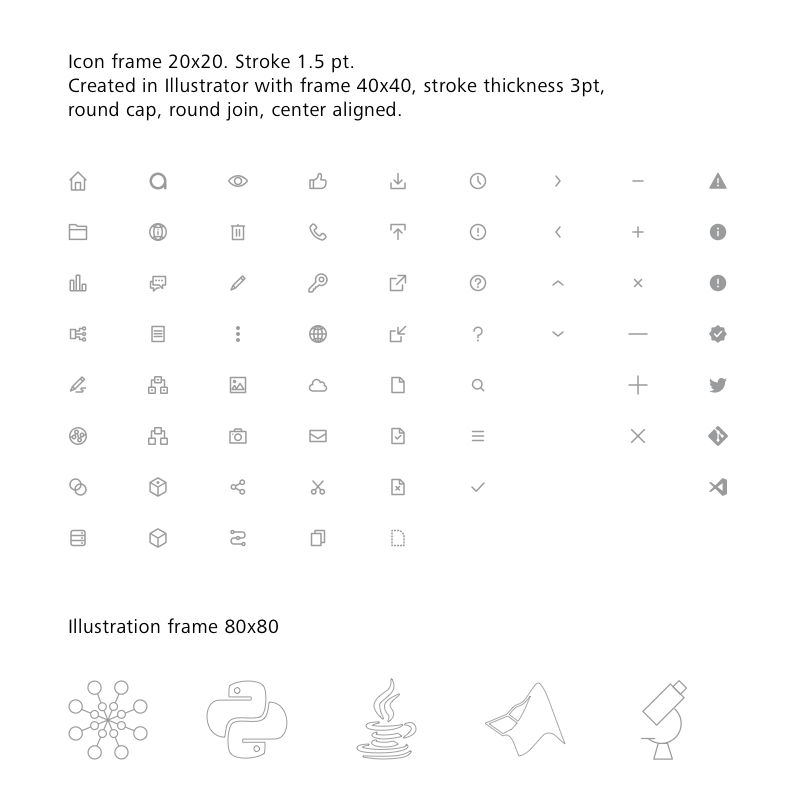 Icon frame 20x20. Stroke 1.5 pt.
Created in Illustrator with frame 40x40, stroke thickness 3pt,
round cap, round join, center aligned.
Illustration frame 80x80